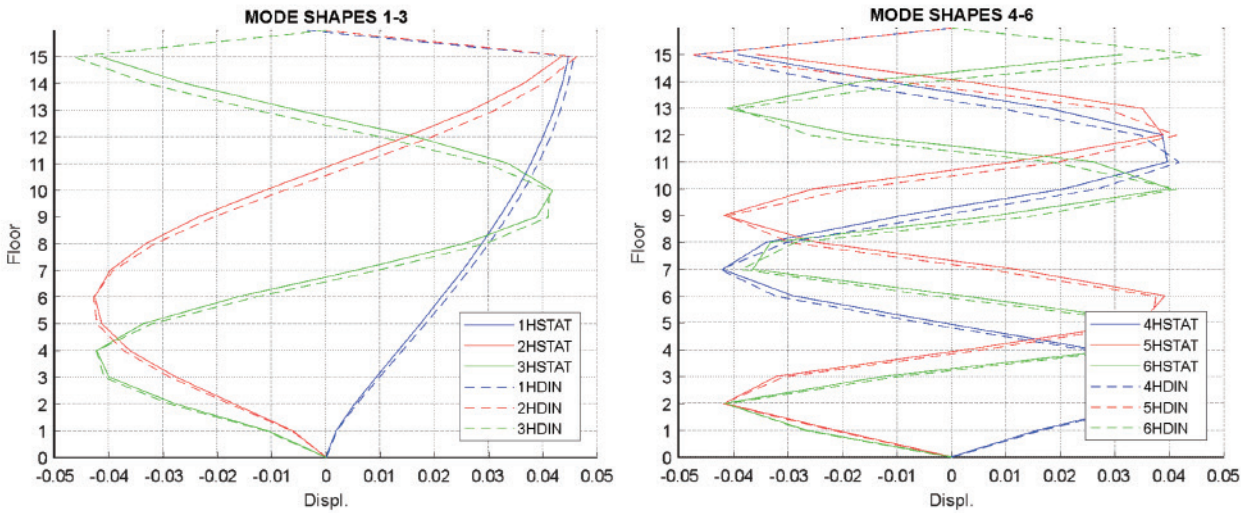 MODE SHAPES 1-3
15
14
13
12
11
10
9
8
7
6
5
4
3
2
1
0
Floor
-0.05 -0.04 -0.03 -0.02 -0.01 0 0.01 0.02 0.03 0.04 0.05
Displ.
1HSTAT
2HSTAT
3HSTAT
1HDIN
2HDIN
3HDIN
MODE SHAPES 4-6
15
14
13
12
11
10
9
8
7
6
5
4
3
2
1
0
Floor
-0.05 -0.04 -0.03 -0.02 -0.01 0 0.01 0.02 0.03 0.04 0.05
Displ.
4HSTAT
5HSTAT
6HSTAT
4HDIN
5HDIN
6HDIN